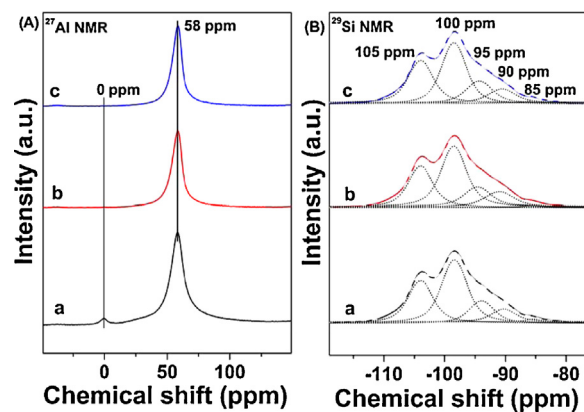 (A) 27Al NMR
58 ppm
0 ppm
c
b
a
Intensity (a.u.)
0 50 100
Chemical shift (ppm)
(B) 29Si NMR
100 ppm
105 ppm
95 ppm
90 ppm
85 ppm
c
b
a
Intensity (a.u.)
-110 -100 -90 -80
Chemical shift (ppm)